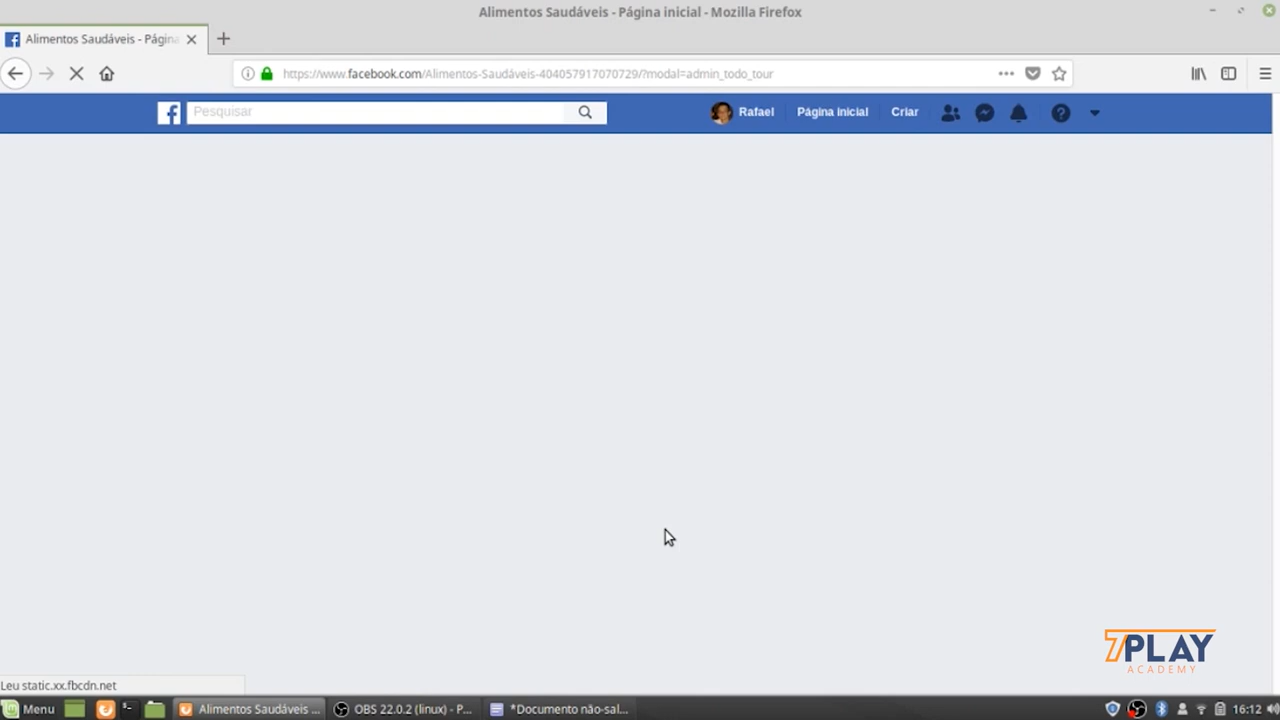 Alimentos Saudáveis - Página inicial - Mozilla Firefox
Alimentos Saudáveis - Página
https://www.facebook.com/Alimentos-Saudáveis-404057917070729/?modal=admin_todo_tour
Pesquisar
Rafael
Página inicial
Criar
7PLAY
ACADEMY
Leu static.xx.fbcdn.net
Menu
Alimentos Saudáveis ...
OBS 22.0.2 (linux) - P...
*Documento não-sal...
16:12